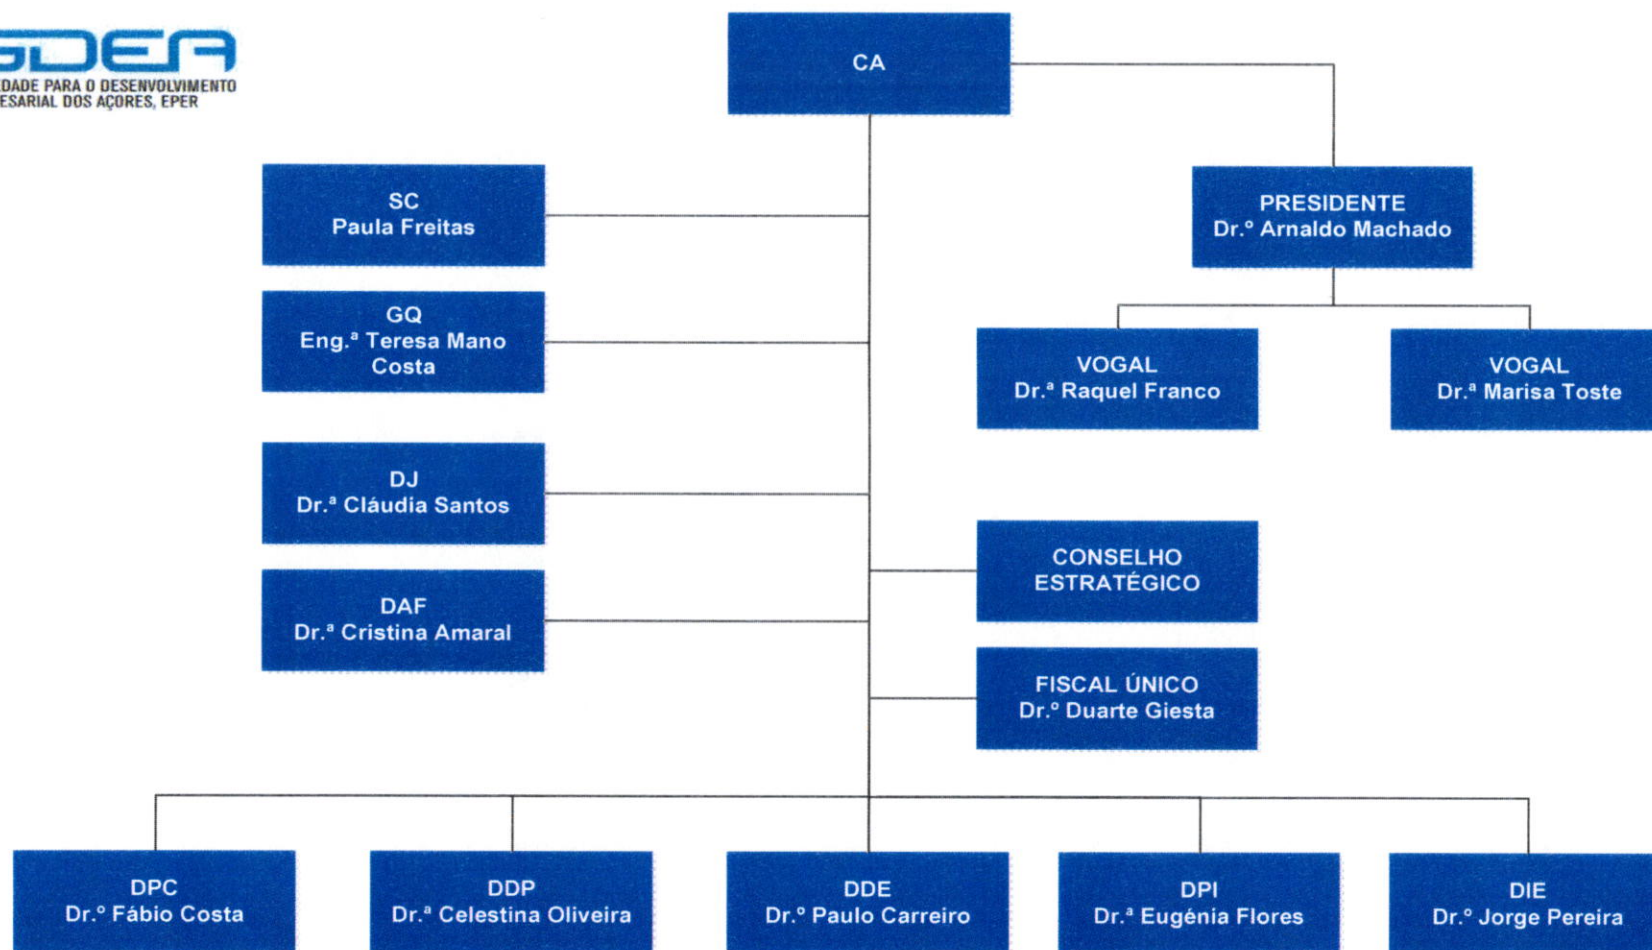 CA
EDADE PARA O DESENVOLVIMENTO
ESARIAL DOS AÇORES, EPER
SC
Paula Freitas
PRESIDENTE
Dr.º Arnaldo Machado
GQ
Eng.ª Teresa Mano
Costa
VOGAL
Dr.ª Raquel Franco
VOGAL
Dr.ª Marisa Toste
DJ
Dr.ª Cláudia Santos
CONSELHO
ESTRATÉGICO
DAF
Dr.ª Cristina Amaral
FISCAL ÚNICO
Dr.º Duarte Giesta
DPC
Dr.º Fábio Costa
DDP
Dr.ª Celestina Oliveira
DDE
Dr.º Paulo Carreiro
DPI
Dr.ª Eugénia Flores
DIE
Dr.º Jorge Pereira